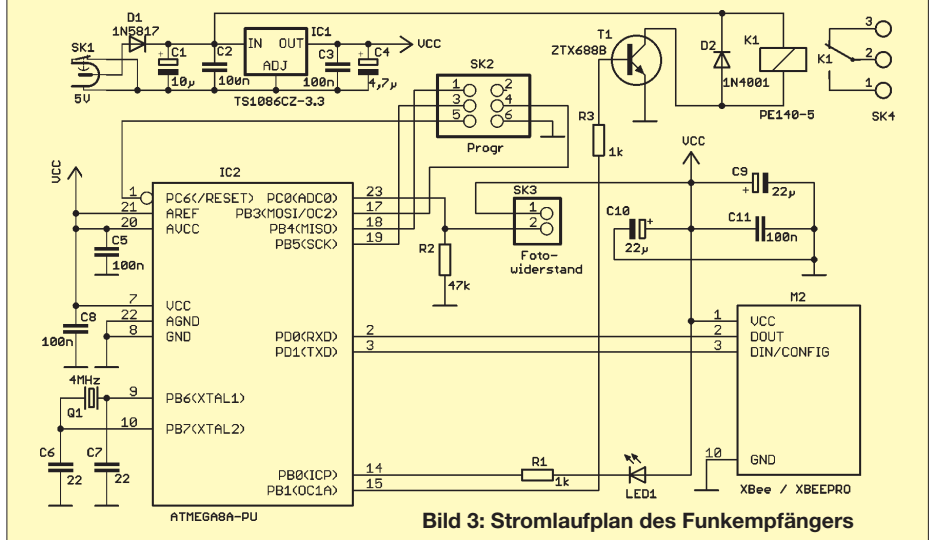 D1
1N5817
SK1
5V
C1
10µ
C2
100n
IN OUT
ADJ
IC1
TS1086CZ-3.3
C3
100n
C4
4,7µ
VCC
SK2
1 2
3 4
5 6
Progr
T1
ZTX688B
R3
1k
D2
1N4001
K1
PE140-5
K1
3
2
1
SK4
VCC
IC2
1 PC6(/RESET)
21 AREF
20 AVCC
7 VCC
22 AGND
8 GND
9 PB6(XTAL1)
10 PB7(XTAL2)
PC0(ADC0) 23
PB3(MOSI/OC2) 17
PB4(MISO) 18
PB5(SCK) 19
PD0(RXD) 2
PD1(TXD) 3
PB0(ICP) 14
PB1(OC1A) 15
ATMEGA8A-PU
C5
100n
C8
100n
4MHz
Q1
C6
22
C7
22
R2
47k
SK3
1
2
Foto-
widerstand
VCC
C9
+
22µ
C10
+
22µ
C11
100n
M2
1 VCC
2 DOUT
3 DIN/CONFIG
10 GND
XBee / XBEEPRO
R1
1k
LED1
Bild 3: Stromlaufplan des Funkempfängers